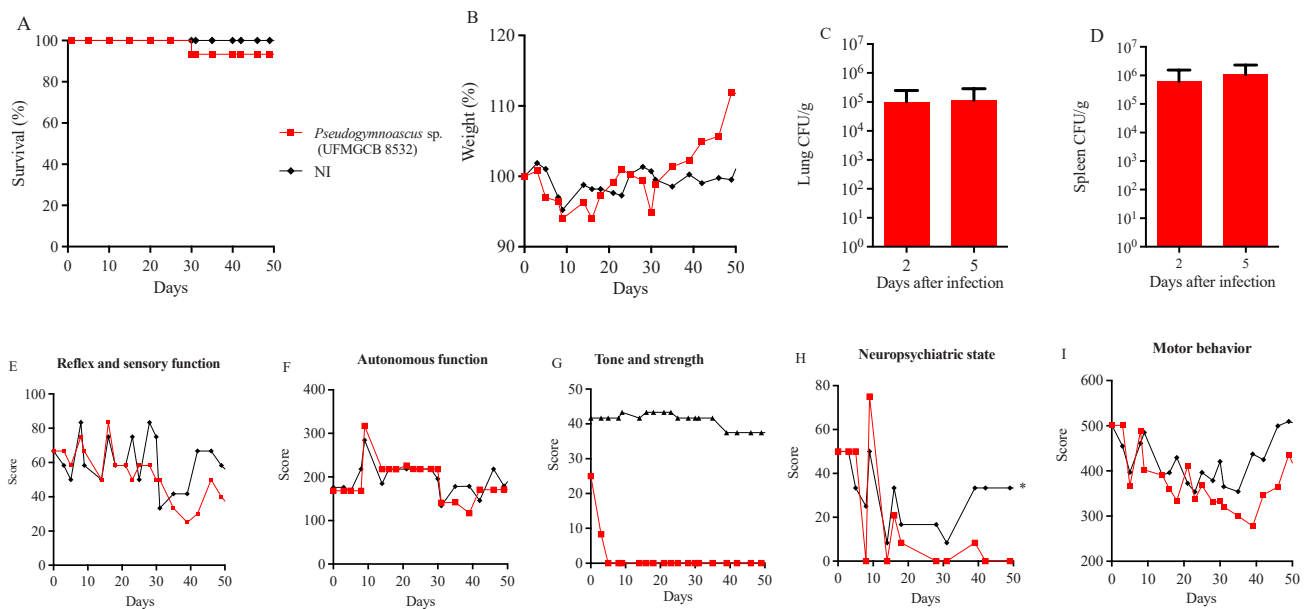 A
Survival (%)
100
80
60
40
20
0
0 10 20 30 40 50
Days
Pseudogymnoascus sp.
(UFMGCB 8532)
NI
B
Weight (%)
120
110
100
90
0 10 20 30 40 50
Days
C
Lung CFU/g
10⁷
10⁶
10⁵
10⁴
10³
10²
10¹
10⁰
2 5
Days after infection
D
Spleen CFU/g
10⁷
10⁶
10⁵
10⁴
10³
10²
10¹
10⁰
2 5
Days after infection
E
Reflex and sensory function
Score
100
80
60
40
20
0
0 10 20 30 40 50
Days
F
Autonomous function
Score
400
300
200
100
0
0 10 20 30 40 50
Days
G
Tone and strength
Score
50
40
30
20
10
0
0 10 20 30 40 50
Days
H
Neuropsychiatric state
Score
80
60
40
20
0
0 10 20 30 40 50
*
Days
I
Motor behavior
Score
600
500
400
300
200
0 10 20 30 40 50
Days